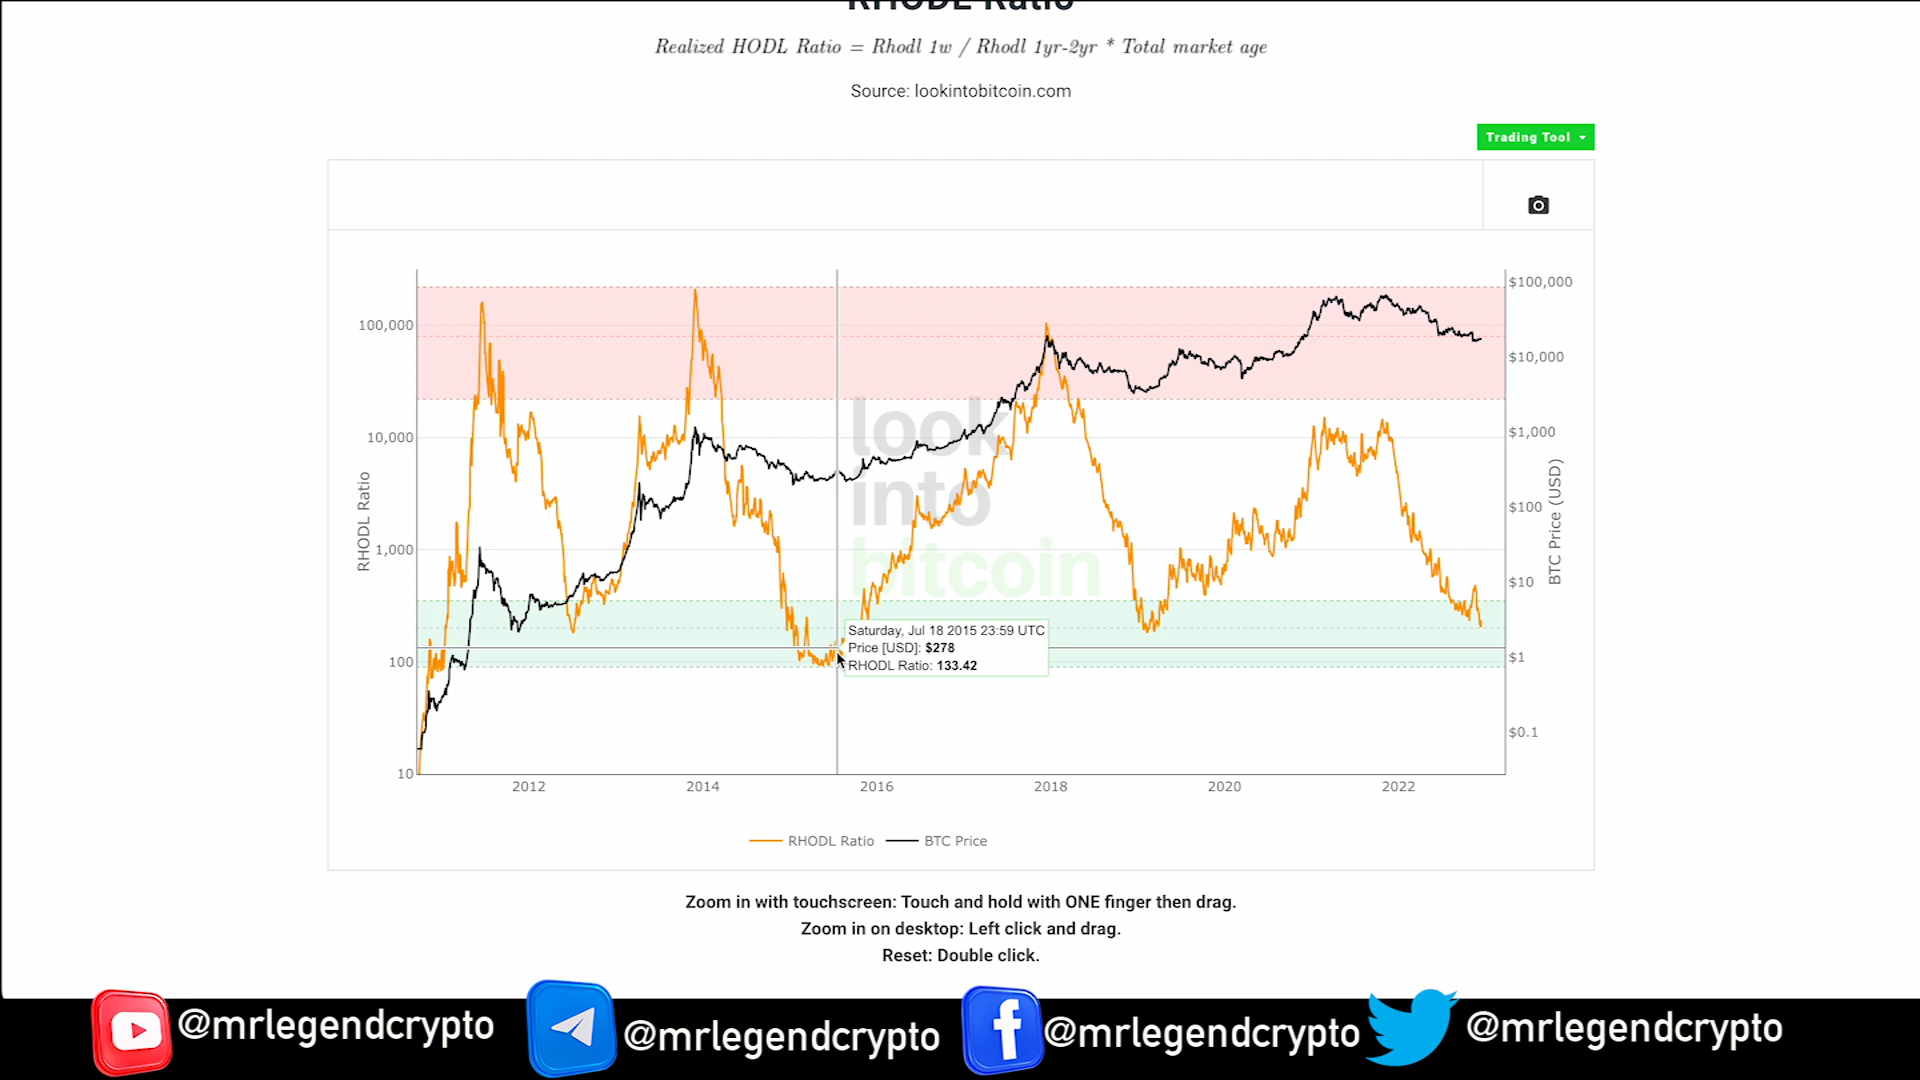 RHODL Ratio
Realized HODL Ratio = Rhodl 1w / Rhodl 1yr-2yr * Total market age
Source: lookintobitcoin.com
Trading Tool
$100,000
100,000
$10,000
look
10,000
$1,000
into
$100
RHODL Ratio
BTC Price (USD)
1,000
bitcoin
$10
Saturday, Jul 18 2015 23:59 UTC
Price [USD]: $278
RHODL Ratio: 133.42
100
$1
$0.1
10
2012 2014 2016 2018 2020 2022
RHODL Ratio BTC Price
Zoom in with touchscreen: Touch and hold with ONE finger then drag.
Zoom in on desktop: Left click and drag.
Reset: Double click.
@mrlegendcrypto @mrlegendcrypto @mrlegendcrypto @mrlegendcrypto